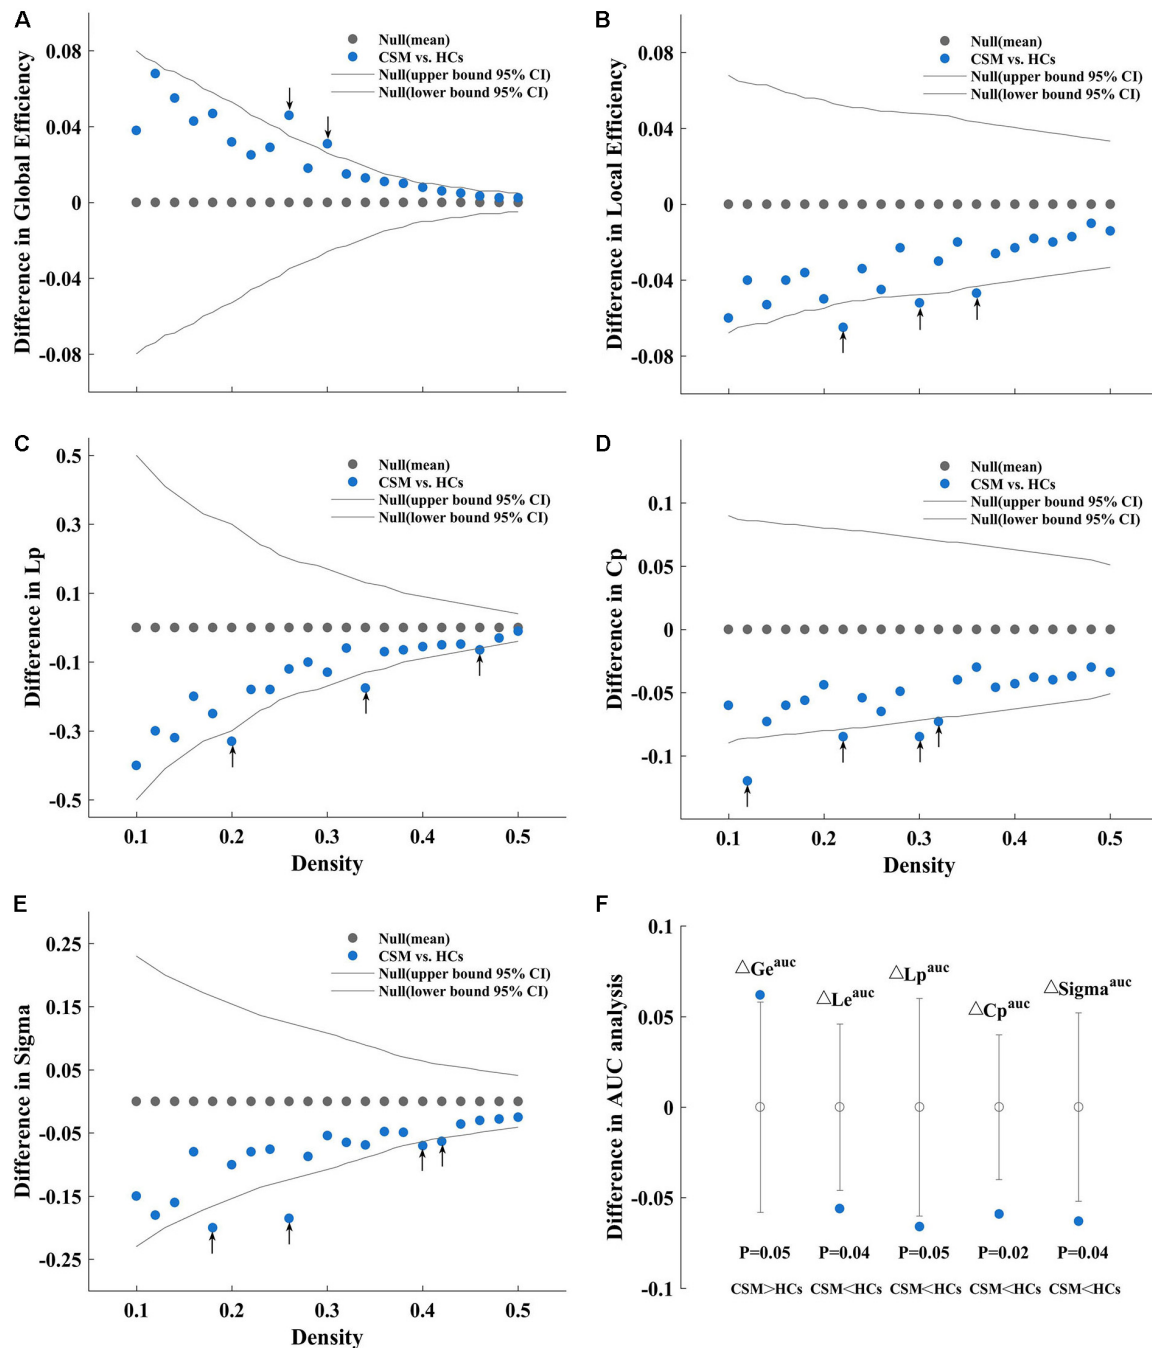 A
Difference in Global Efficiency
0.08
0.04
0
-0.04
-0.08
Null(mean)
CSM vs. HCs
Null(upper bound 95% CI)
Null(lower bound 95% CI)
B
Difference in Local Efficiency
0.08
0.04
0
-0.04
-0.08
Null(mean)
CSM vs. HCs
Null(upper bound 95% CI)
Null(lower bound 95% CI)
C
Difference in Lp
0.5
0.3
0.1
-0.1
-0.3
-0.5
Null(mean)
CSM vs. HCs
Null(upper bound 95% CI)
Null(lower bound 95% CI)
0.1 0.2 0.3 0.4 0.5
Density
D
Difference in Cp
0.1
0.05
0
-0.05
-0.1
Null(mean)
CSM vs. HCs
Null(upper bound 95% CI)
Null(lower bound 95% CI)
0.1 0.2 0.3 0.4 0.5
Density
E
Difference in Sigma
0.25
0.15
0.05
-0.05
-0.15
-0.25
Null(mean)
CSM vs. HCs
Null(upper bound 95% CI)
Null(lower bound 95% CI)
0.1 0.2 0.3 0.4 0.5
Density
F
Difference in AUC analysis
0.1
0.05
0
-0.05
-0.1
△Ge^auc △Le^auc △Lp^auc △Cp^auc △Sigma^auc
P=0.05 P=0.04 P=0.05 P=0.02 P=0.04
CSM>HCs CSM<HCs CSM<HCs CSM<HCs CSM<HCs